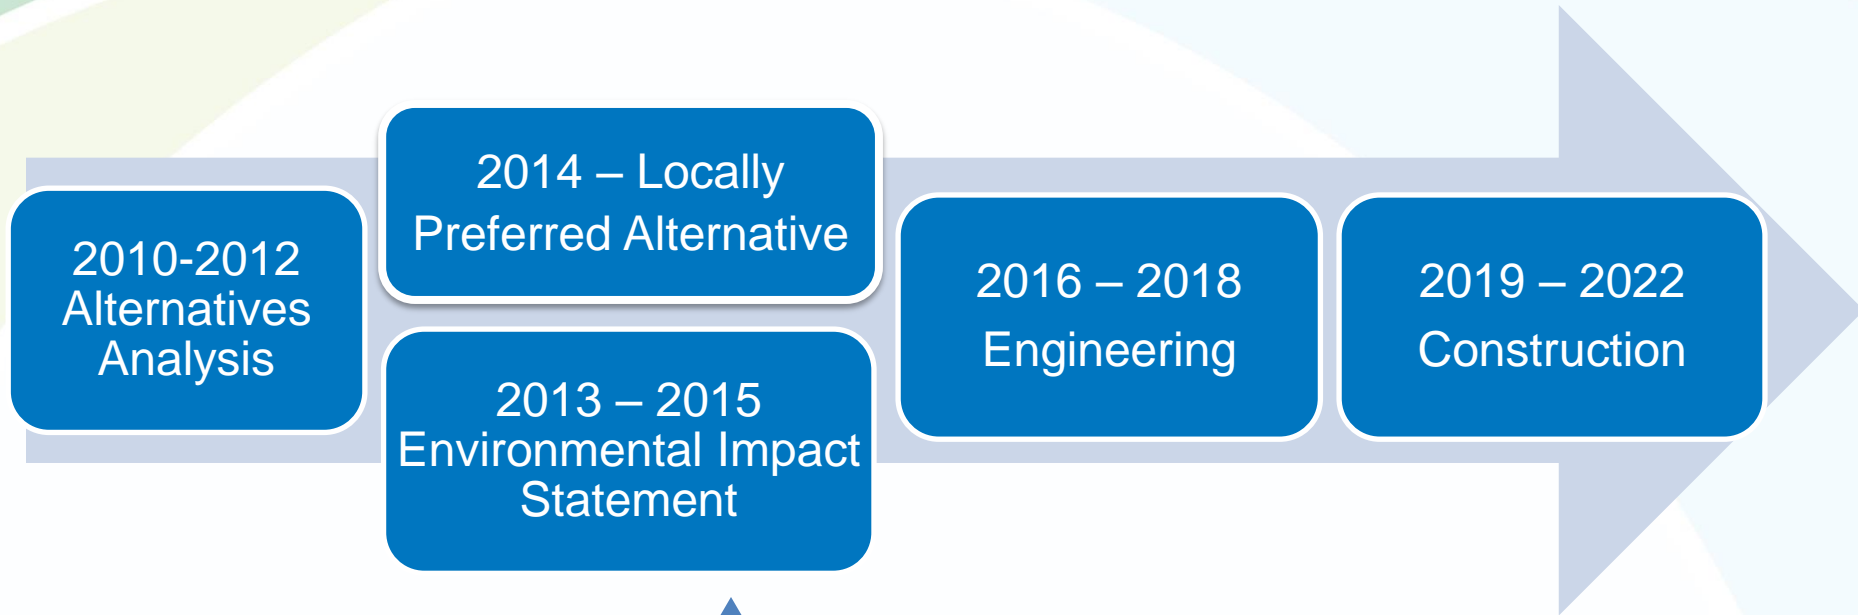 2010-2012
Alternatives
Analysis
2014 – Locally
Preferred Alternative
2013 – 2015
Environmental Impact
Statement
2016 – 2018
Engineering
2019 – 2022
Construction